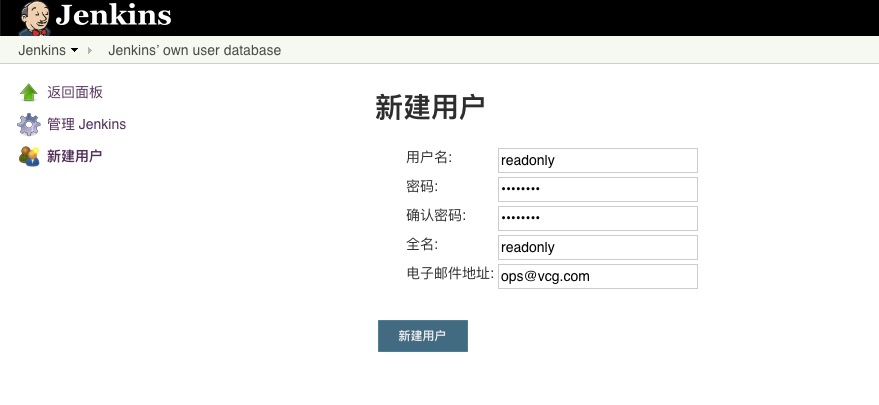 Jenkins
Jenkins Jenkins’ own user database
返回面板
管理 Jenkins
新建用户
新建用户
用户名: readonly
密码: ••••••••
确认密码: ••••••••
全名: readonly
电子邮件地址: ops@vcg.com
新建用户